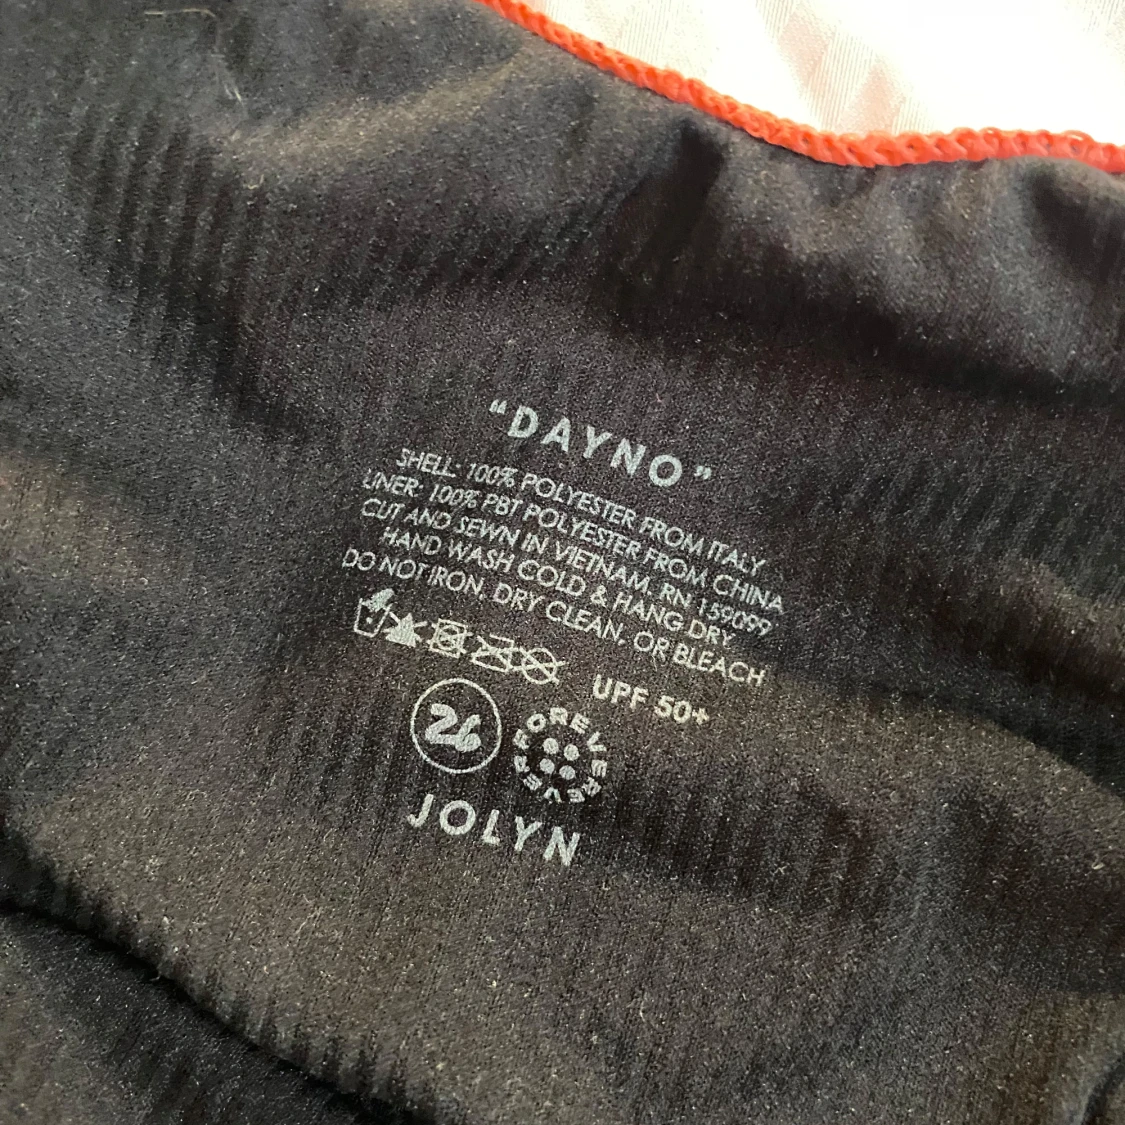 "DAYNO"
SHELL: 100% POLYESTER FROM ITALY
LINER: 100% PBT POLYESTER FROM CHINA
CUT AND SEWN IN VIETNAM, RN 159099
HAND WASH COLD & HANG DRY
DO NOT IRON, DRY CLEAN, OR BLEACH
UPF 50+
26
FOREVER FOREVER
JOLYN